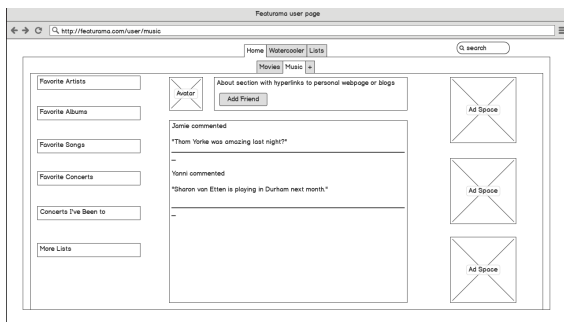 Featurama user page
http://featurama.com/user/music
Home Watercooler Lists
search
Movies Music +
Favorite Artists
Favorite Albums
Favorite Songs
Favorite Concerts
Concerts I've Been to
More Lists
Avatar
About section with hyperlinks to personal webpage or blogs
Add Friend
Jamie commented
"Thom Yorke was amazing last night?"
Yonni commented
"Sharon van Etten is playing in Durham next month."
Ad Space
Ad Space
Ad Space